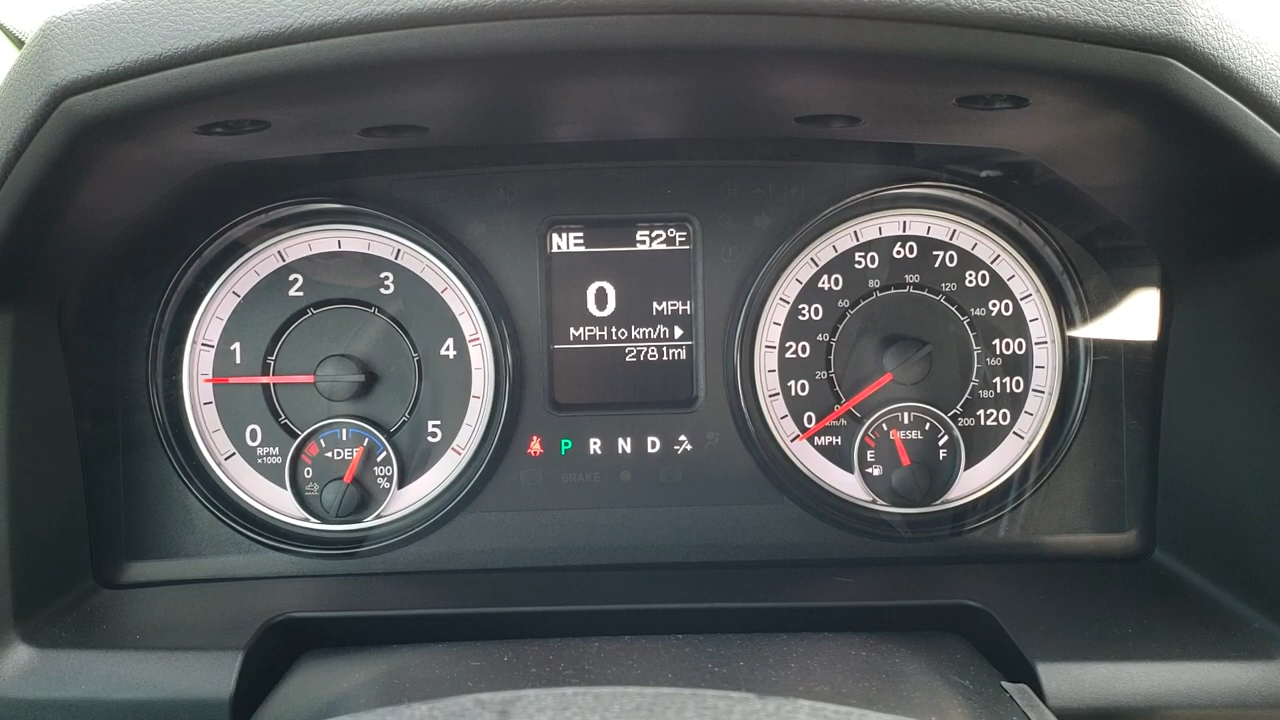 NE 52°F
0 MPH
MPH to km/h
2781mi
P R N D
BRAKE
0 1 2 3 4 5
RPM
×1000
DEF
0 100
%
0 10 20 30 40 50 60 70 80 90 100 110 120
MPH
20 40 60 80 100 120 140 160 180 200
km/h
DIESEL
E F